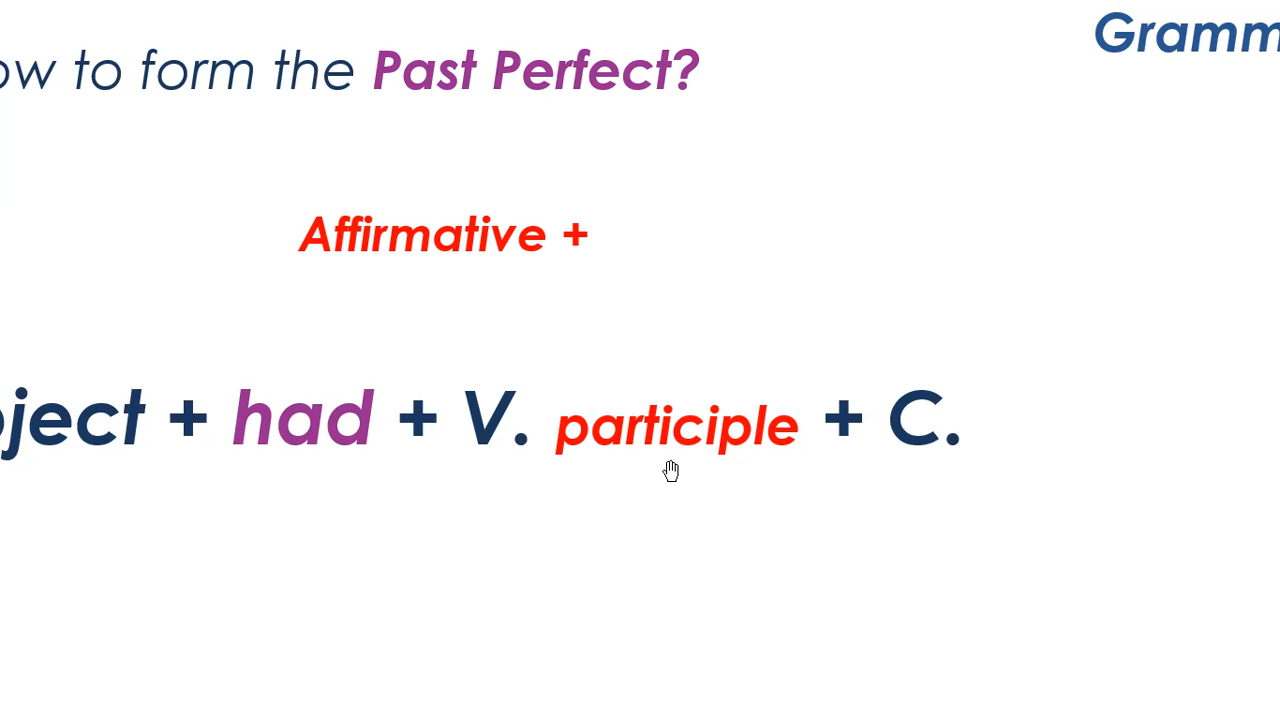 Gramm
ow to form the Past Perfect?
Affirmative +
ject + had + V. participle + C.